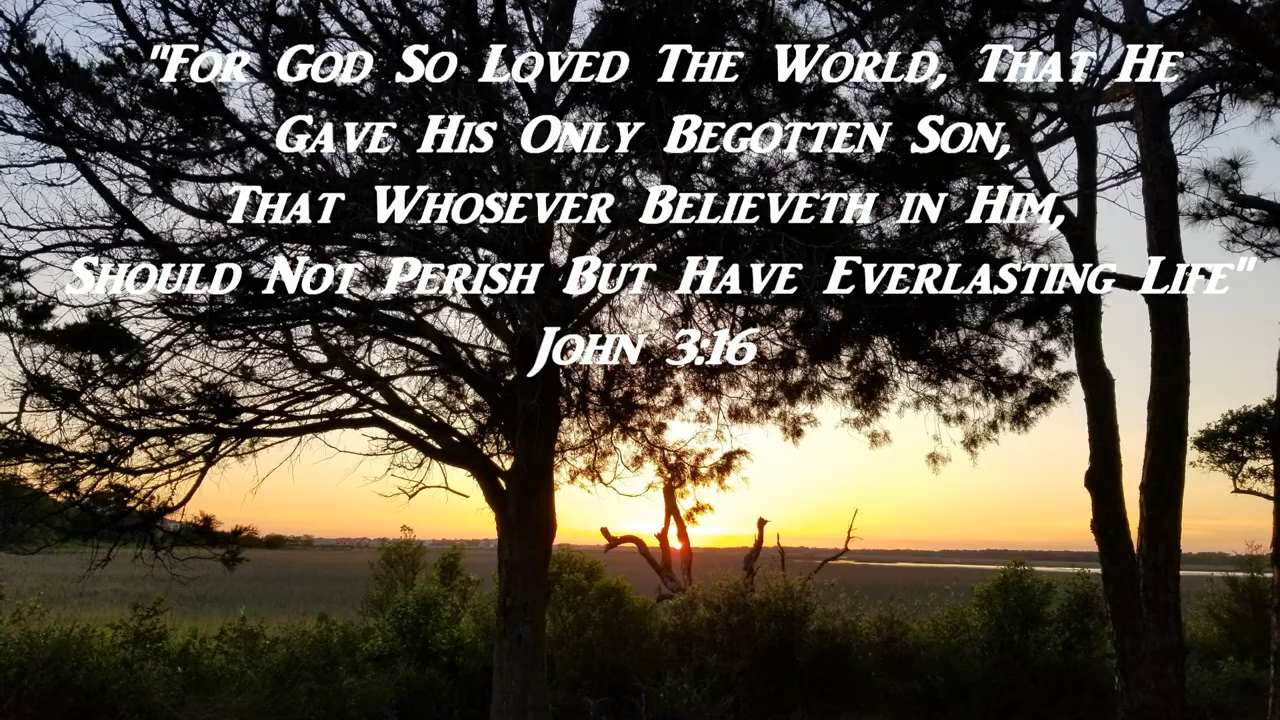 "For God So Loved The World, That He
Gave His Only Begotten Son,
That Whosever Believeth in Him,
Should Not Perish But Have Everlasting Life"
John 3:16